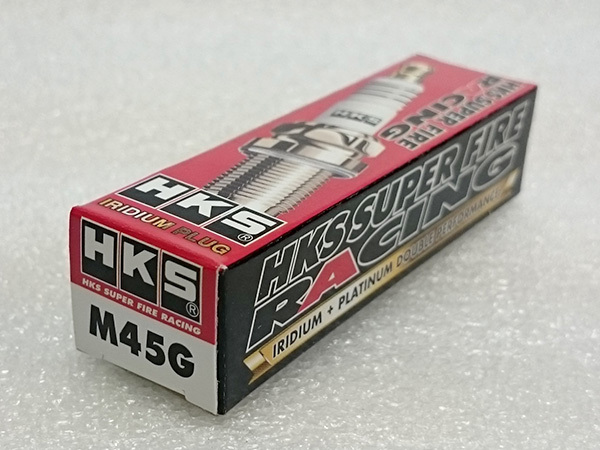 HKS
HKS SUPER FIRE
RACING
HKS®
IRIDIUM PLUG
HKS®
HKS SUPER FIRE RACING
M45G
HKS SUPER FIRE
RACING
IRIDIUM + PLATINUM DOUBLE PERFORMANCE